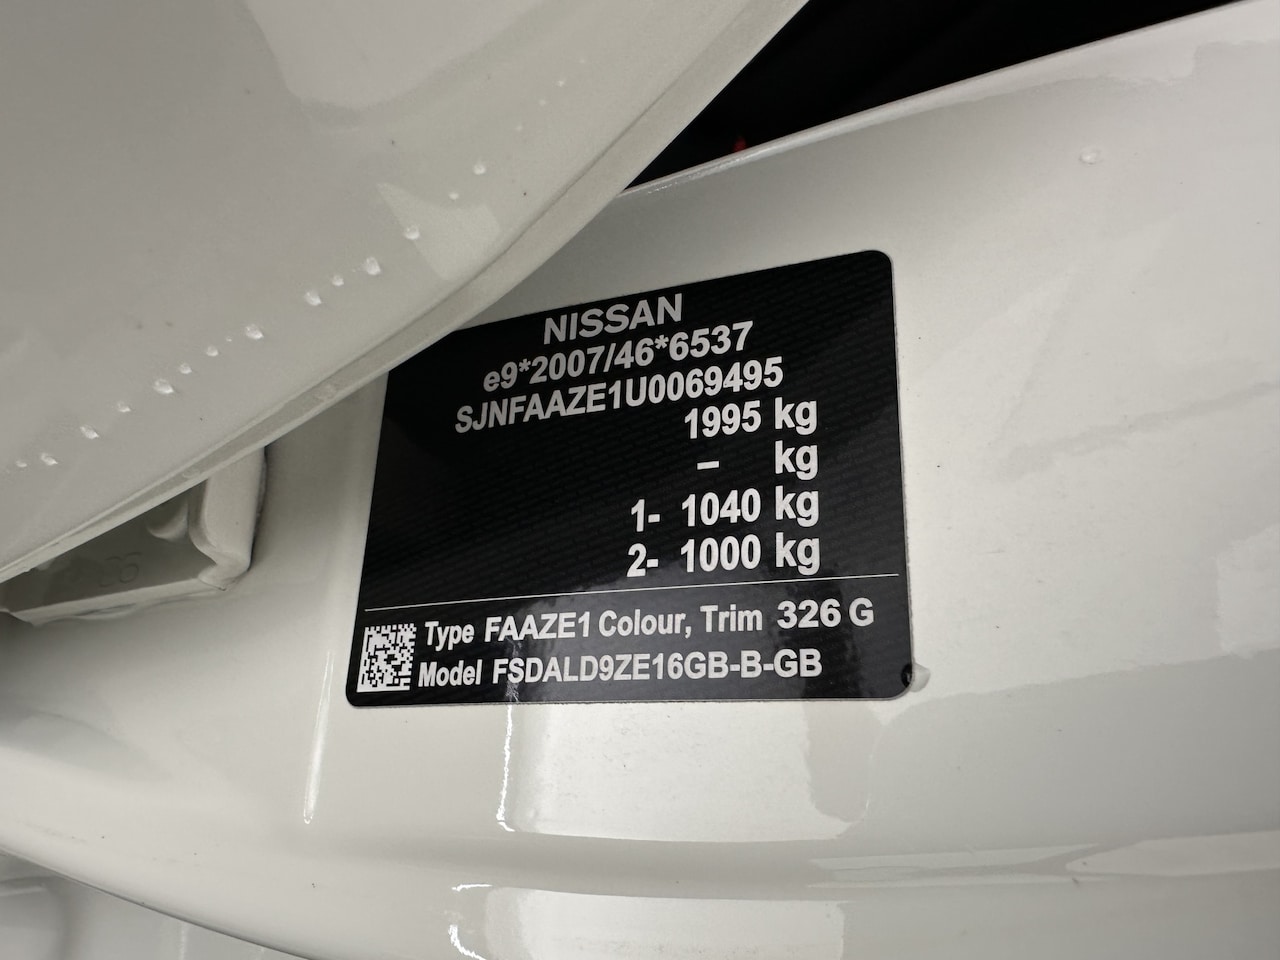 NISSAN
e9*2007/46*6537
SJNFAAZE1U0069495
1995 kg
– kg
1- 1040 kg
2- 1000 kg
Type FAAZE1 Colour, Trim 326 G
Model FSDALD9ZE16GB-B-GB